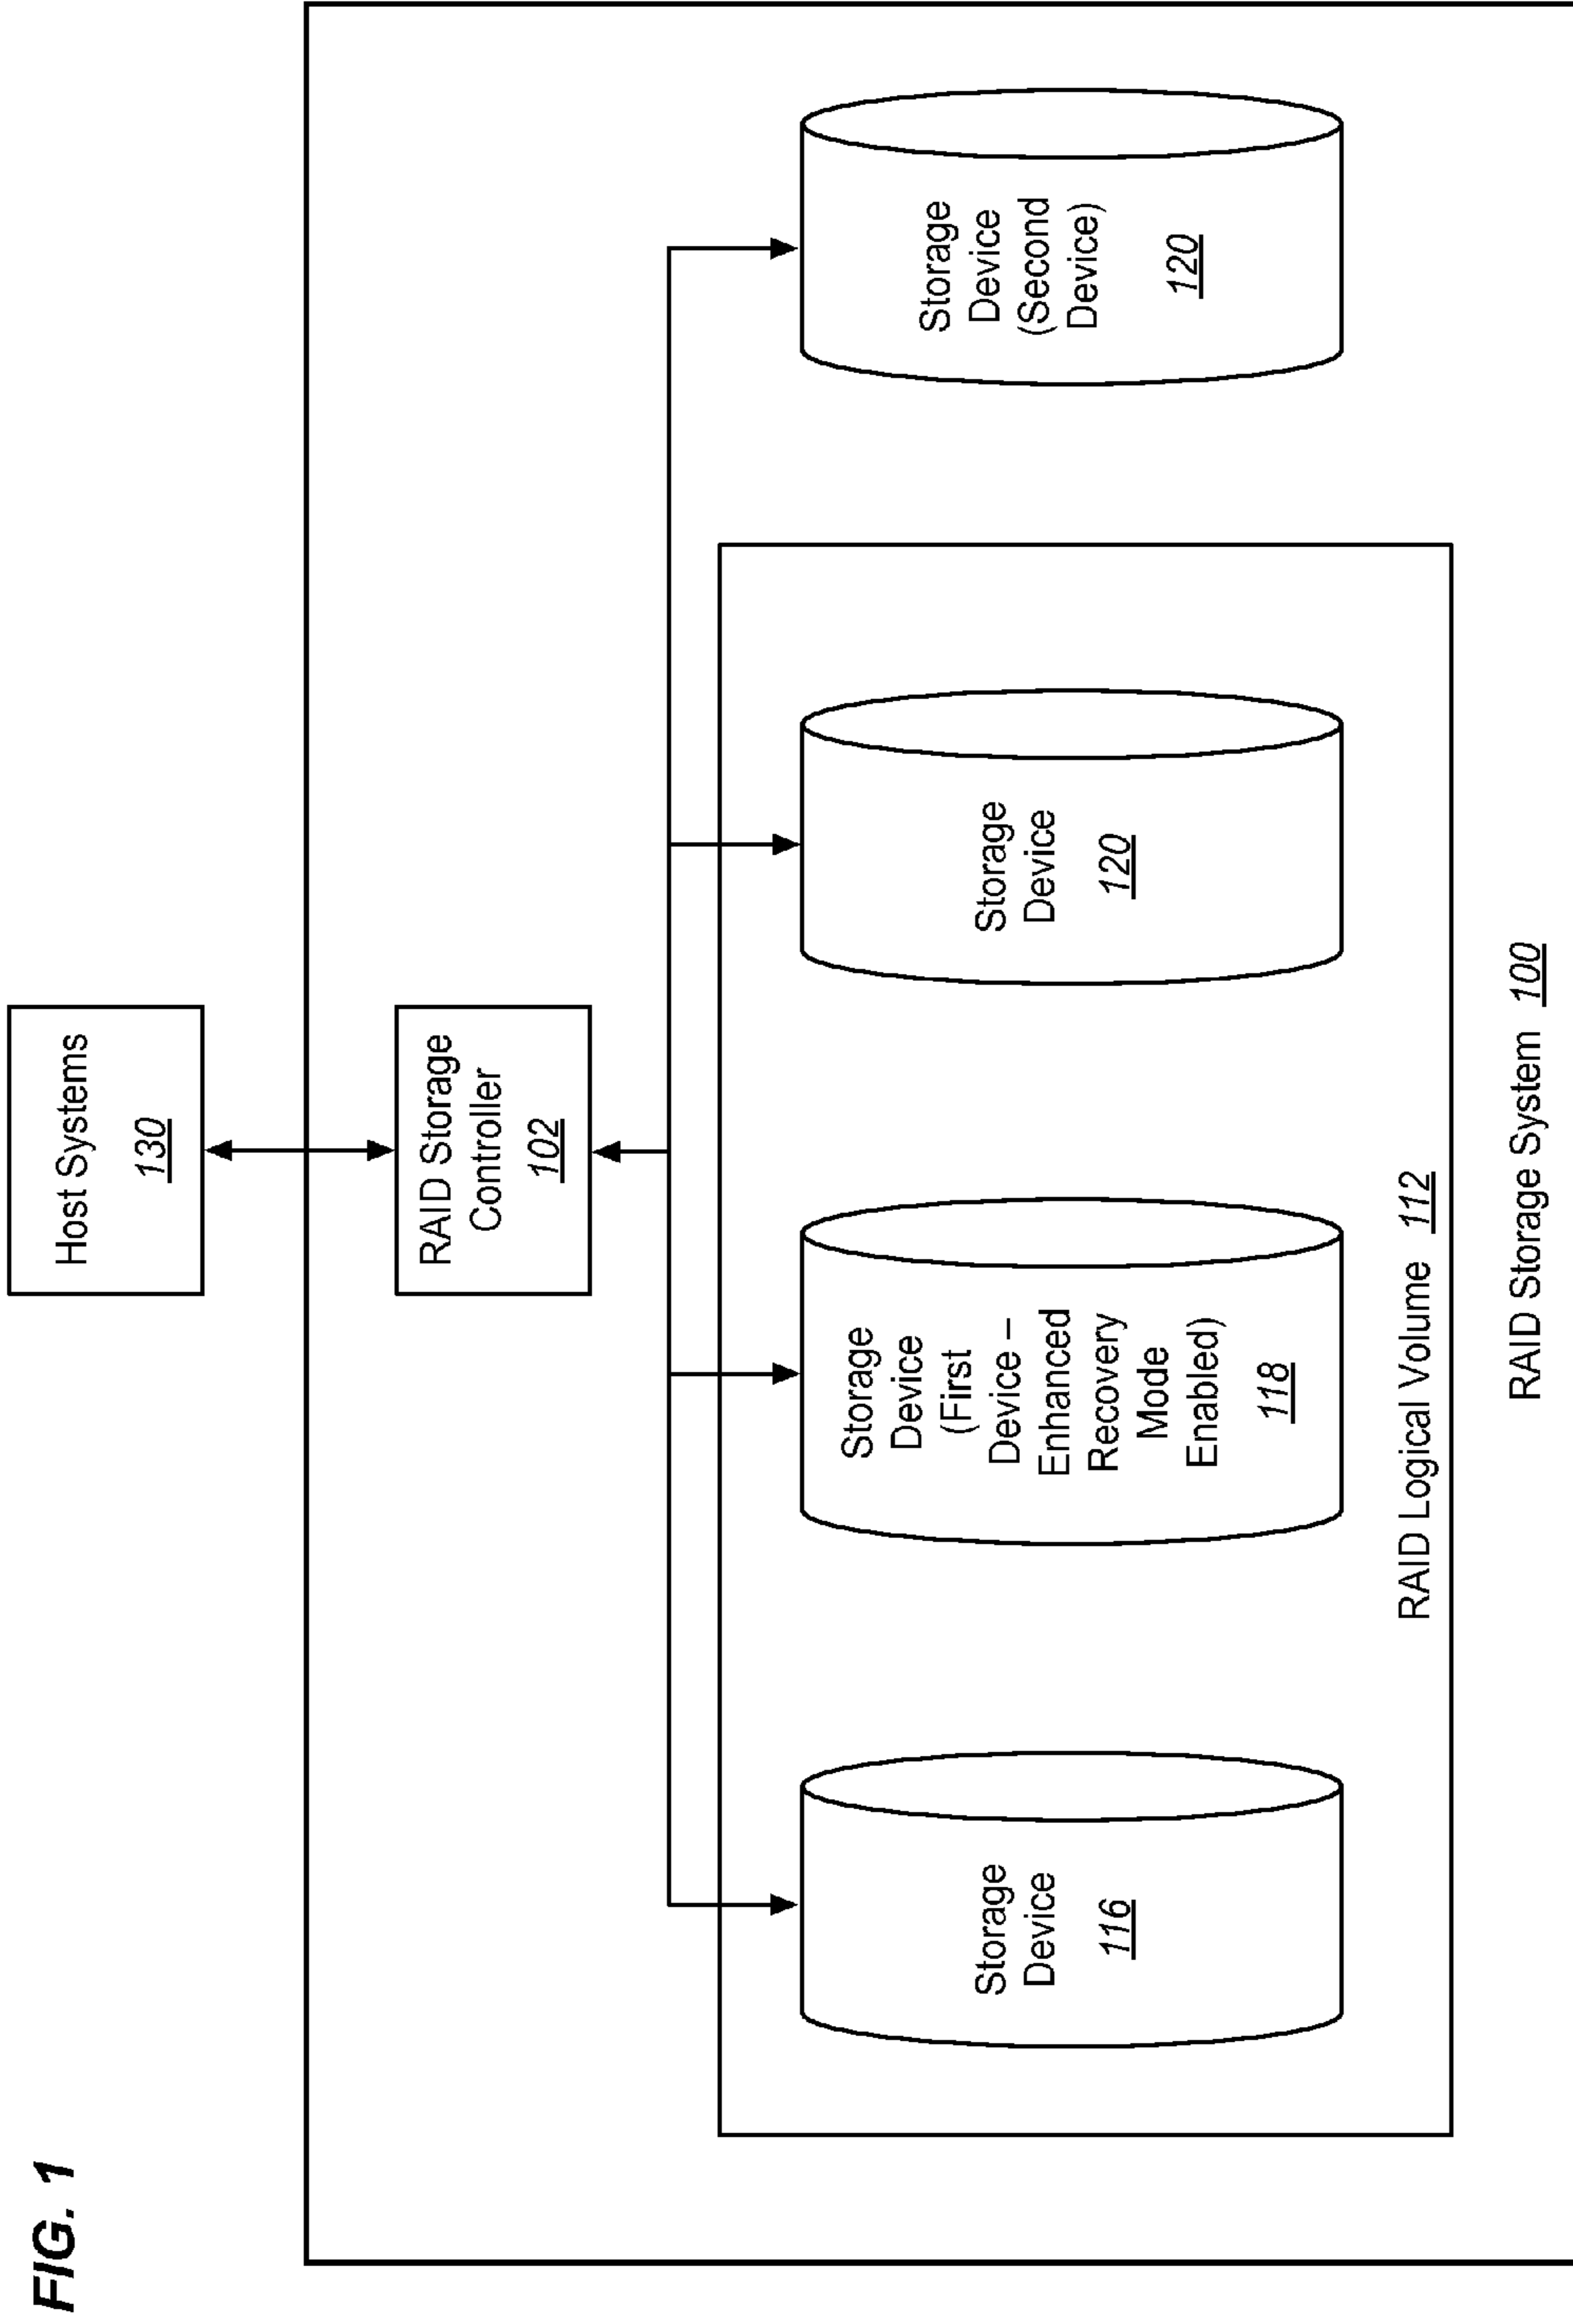 FIG. 1
Host Systems
130
RAID Storage
Controller
102
Storage
Device
116
Storage
Device
(First
Device –
Enhanced
Recovery
Mode
Enabled)
118
Storage
Device
120
Storage
Device
(Second
Device)
120
RAID Logical Volume 112
RAID Storage System 100